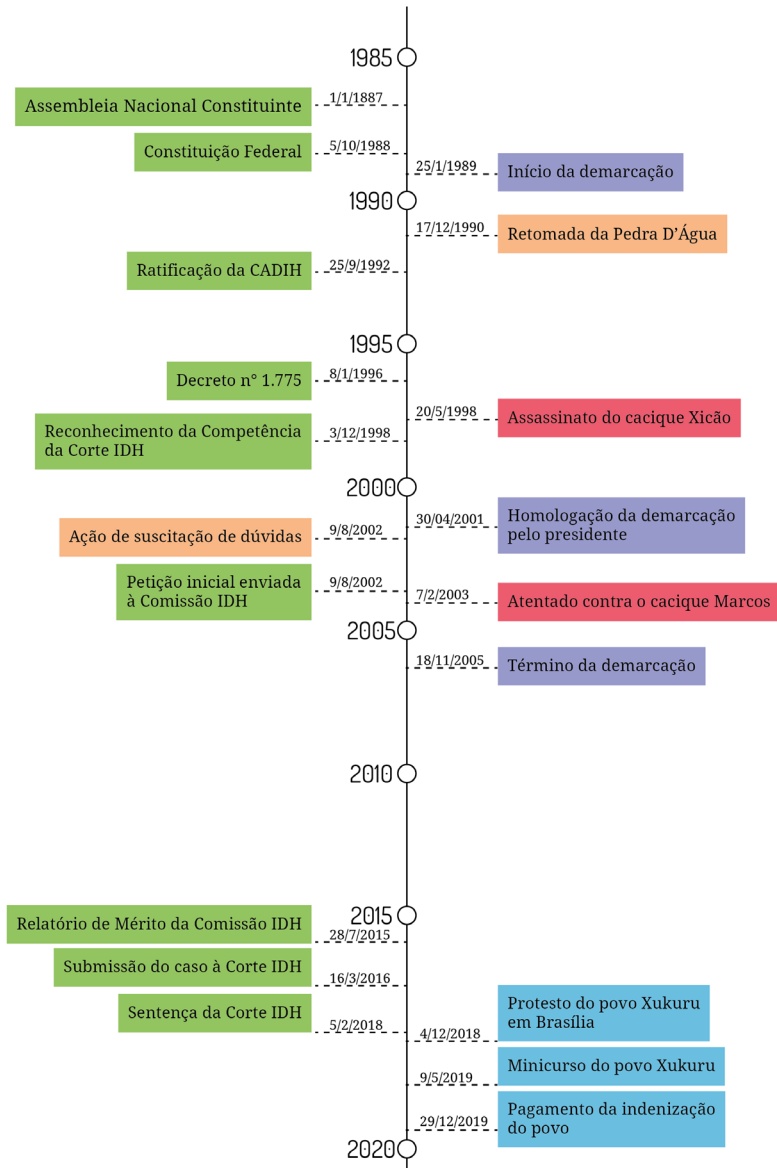 1985
Assembleia Nacional Constituinte
1/1/1887
Constituição Federal
5/10/1988
25/1/1989
Início da demarcação
1990
17/12/1990
Retomada da Pedra D'Água
Ratificação da CADIH
25/9/1992
1995
Decreto n° 1.775
8/1/1996
20/5/1998
Assassinato do cacique Xicão
Reconhecimento da Competência
da Corte IDH
3/12/1998
2000
30/04/2001
Homologação da demarcação
pelo presidente
Ação de suscitação de dúvidas
9/8/2002
Petição inicial enviada
à Comissão IDH
9/8/2002
7/2/2003
Atentado contra o cacique Marcos
2005
18/11/2005
Término da demarcação
2010
2015
Relatório de Mérito da Comissão IDH
28/7/2015
Submissão do caso à Corte IDH
16/3/2016
Sentença da Corte IDH
5/2/2018
4/12/2018
Protesto do povo Xukuru
em Brasília
9/5/2019
Minicurso do povo Xukuru
29/12/2019
Pagamento da indenização
do povo
2020